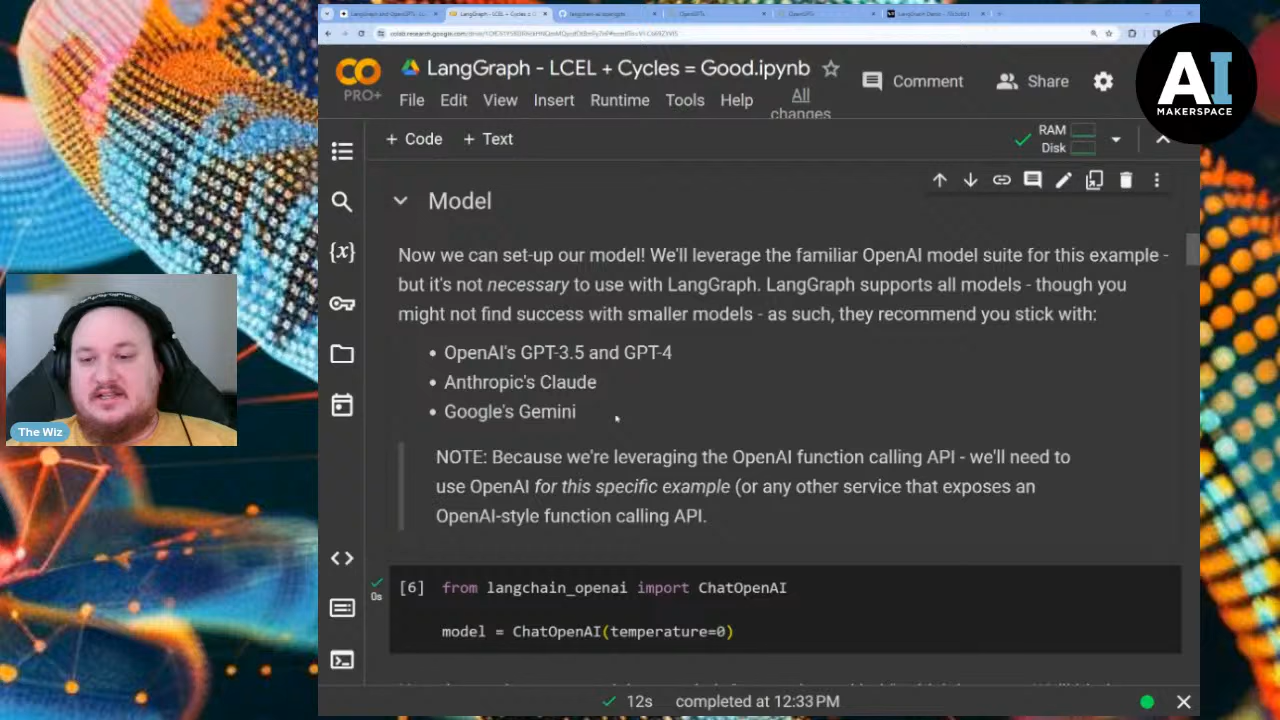 LangGraph - LCEL + Cycles = Good.ipynb
PRO+
File Edit View Insert Runtime Tools Help All changes
Comment
Share
AI
MAKERSPACE
+ Code + Text
RAM
Disk
Model
Now we can set-up our model! We'll leverage the familiar OpenAI model suite for this example -
but it's not necessary to use with LangGraph. LangGraph supports all models - though you
might not find success with smaller models - as such, they recommend you stick with:
• OpenAI's GPT-3.5 and GPT-4
• Anthropic's Claude
• Google's Gemini
NOTE: Because we're leveraging the OpenAI function calling API - we'll need to
use OpenAI for this specific example (or any other service that exposes an
OpenAI-style function calling API.
The Wiz
{x}
[6] from langchain_openai import ChatOpenAI
0s
model = ChatOpenAI(temperature=0)
12s completed at 12:33 PM